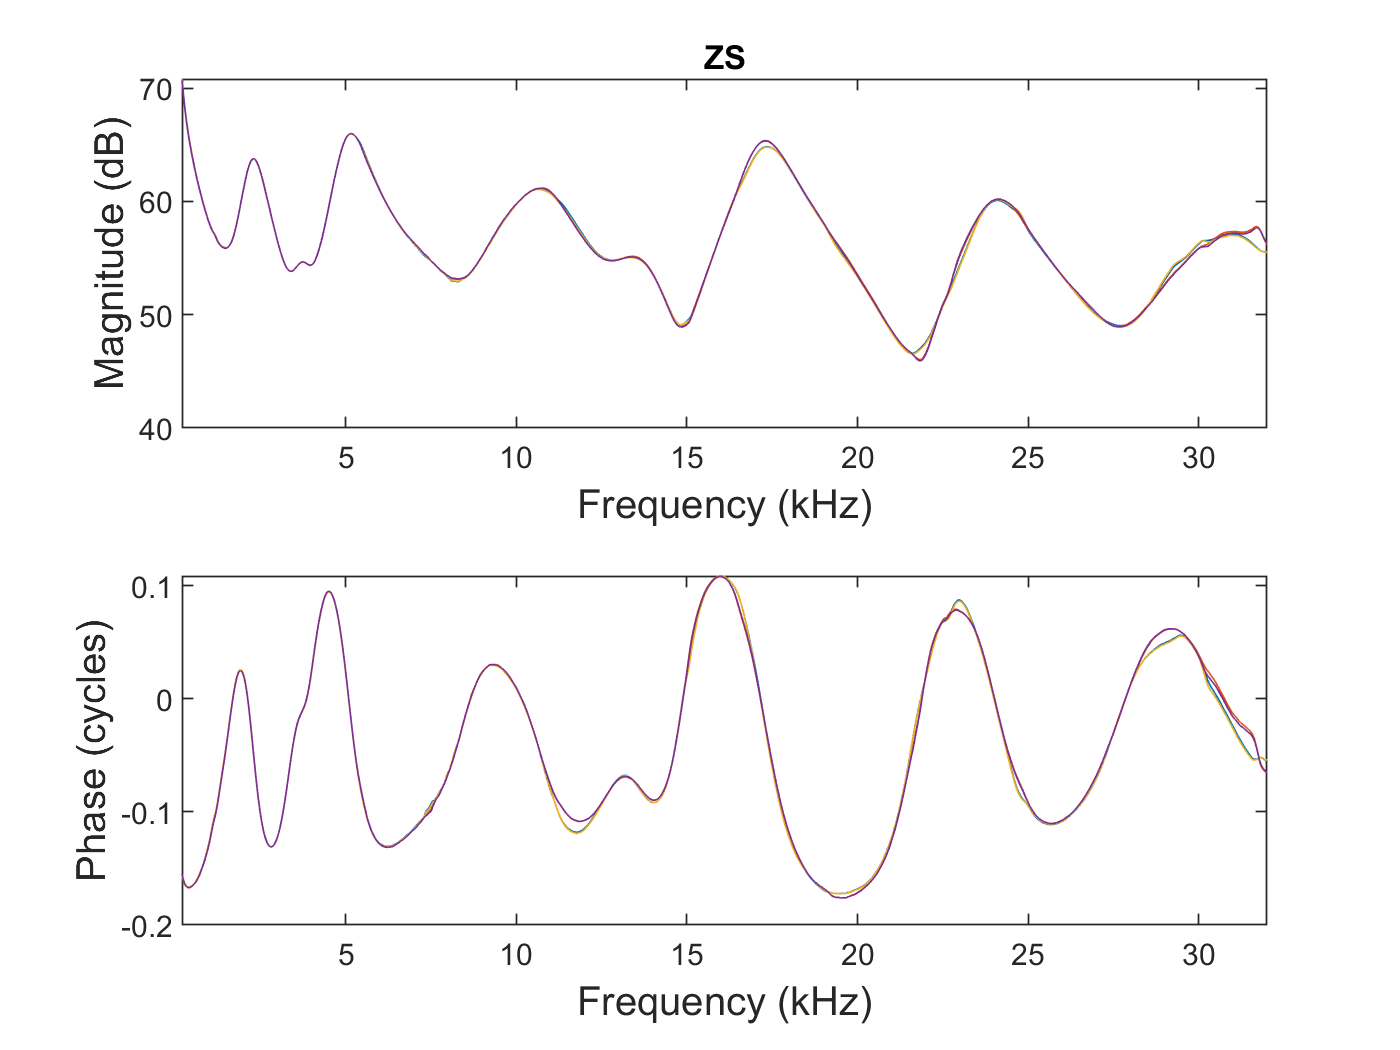 ZS
Magnitude (dB)
70
60
50
40
5 10 15 20 25 30
Frequency (kHz)
Phase (cycles)
0.1
0
-0.1
-0.2
5 10 15 20 25 30
Frequency (kHz)